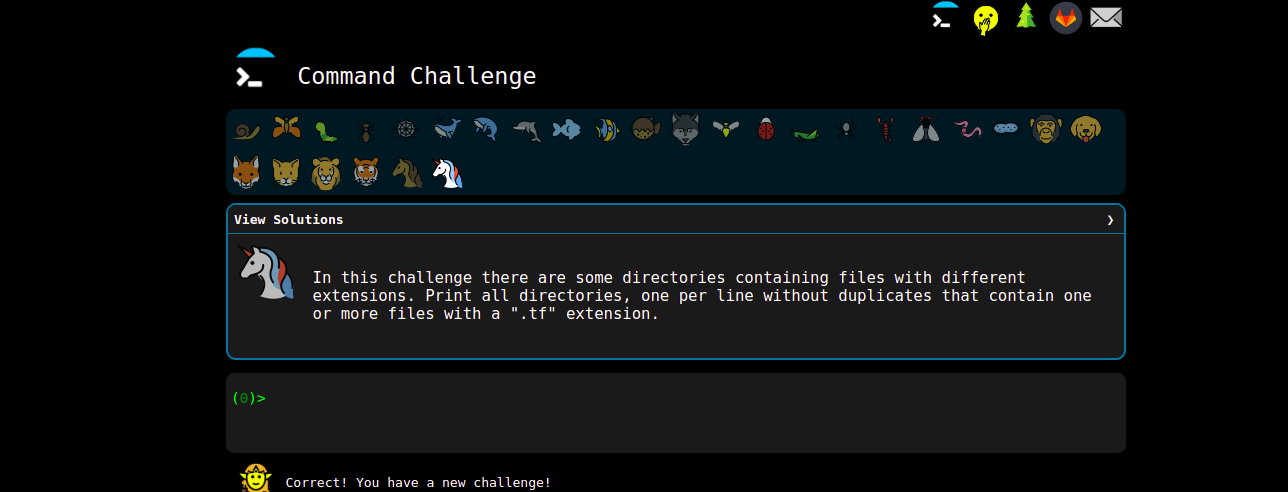 Command Challenge
View Solutions
In this challenge there are some directories containing files with different
extensions. Print all directories, one per line without duplicates that contain one
or more files with a ".tf" extension.
(0)>
Correct! You have a new challenge!